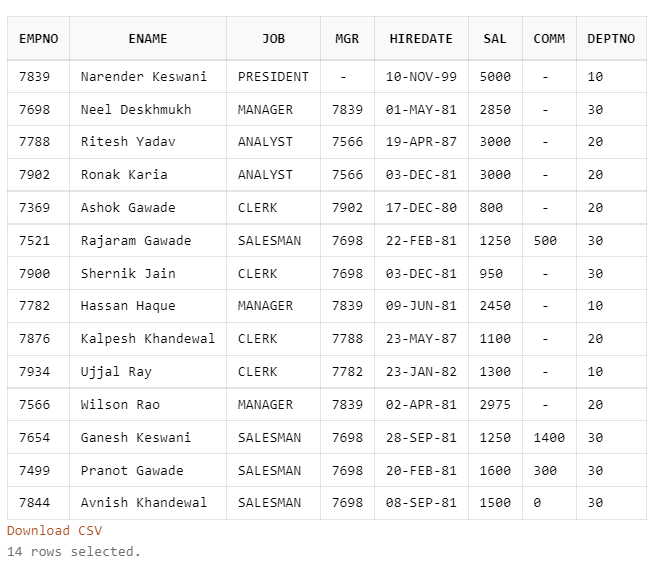 EMPNO ENAME JOB MGR HIREDATE SAL COMM DEPTNO
7839 Narender Keswani PRESIDENT - 10-NOV-99 5000 - 10
7698 Neel Deskhmukh MANAGER 7839 01-MAY-81 2850 - 30
7788 Ritesh Yadav ANALYST 7566 19-APR-87 3000 - 20
7902 Ronak Karia ANALYST 7566 03-DEC-81 3000 - 20
7369 Ashok Gawade CLERK 7902 17-DEC-80 800 - 20
7521 Rajaram Gawade SALESMAN 7698 22-FEB-81 1250 500 30
7900 Shernik Jain CLERK 7698 03-DEC-81 950 - 30
7782 Hassan Haque MANAGER 7839 09-JUN-81 2450 - 10
7876 Kalpesh Khandewal CLERK 7788 23-MAY-87 1100 - 20
7934 Ujjal Ray CLERK 7782 23-JAN-82 1300 - 10
7566 Wilson Rao MANAGER 7839 02-APR-81 2975 - 20
7654 Ganesh Keswani SALESMAN 7698 28-SEP-81 1250 1400 30
7499 Pranot Gawade SALESMAN 7698 20-FEB-81 1600 300 30
7844 Avnish Khandewal SALESMAN 7698 08-SEP-81 1500 0 30
Download CSV
14 rows selected.